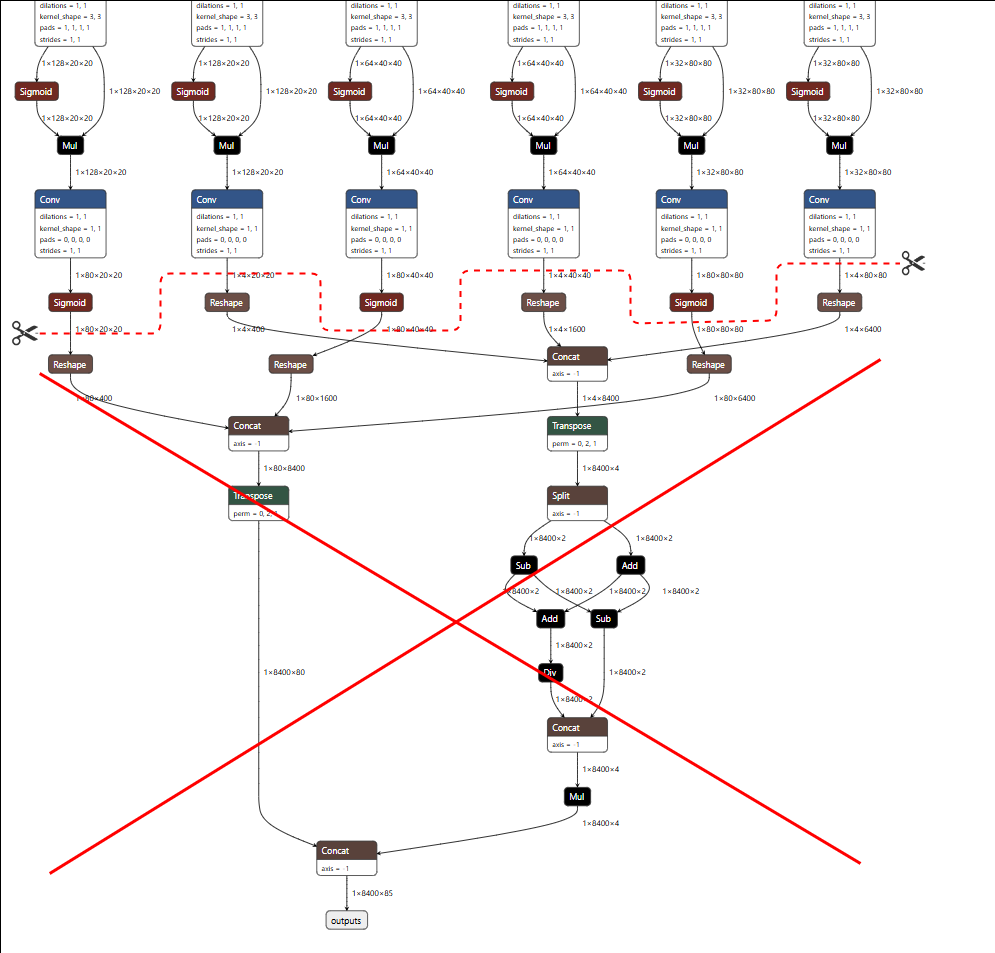 dilations = 1, 1
kernel_shape = 3, 3
pads = 1, 1, 1, 1
strides = 1, 1
dilations = 1, 1
kernel_shape = 3, 3
pads = 1, 1, 1, 1
strides = 1, 1
dilations = 1, 1
kernel_shape = 3, 3
pads = 1, 1, 1, 1
strides = 1, 1
dilations = 1, 1
kernel_shape = 3, 3
pads = 1, 1, 1, 1
strides = 1, 1
dilations = 1, 1
kernel_shape = 3, 3
pads = 1, 1, 1, 1
strides = 1, 1
dilations = 1, 1
kernel_shape = 3, 3
pads = 1, 1, 1, 1
strides = 1, 1
1×128×20×20
1×128×20×20
1×64×40×40
1×64×40×40
1×32×80×80
1×32×80×80
Sigmoid
1×128×20×20
Sigmoid
1×128×20×20
Sigmoid
1×64×40×40
Sigmoid
1×64×40×40
Sigmoid
1×32×80×80
Sigmoid
1×32×80×80
1×128×20×20
1×128×20×20
1×64×40×40
1×64×40×40
1×32×80×80
1×32×80×80
Mul
Mul
Mul
Mul
Mul
Mul
1×128×20×20
1×128×20×20
1×64×40×40
1×64×40×40
1×32×80×80
1×32×80×80
Conv
dilations = 1, 1
kernel_shape = 1, 1
pads = 0, 0, 0, 0
strides = 1, 1
Conv
dilations = 1, 1
kernel_shape = 1, 1
pads = 0, 0, 0, 0
strides = 1, 1
Conv
dilations = 1, 1
kernel_shape = 1, 1
pads = 0, 0, 0, 0
strides = 1, 1
Conv
dilations = 1, 1
kernel_shape = 1, 1
pads = 0, 0, 0, 0
strides = 1, 1
Conv
dilations = 1, 1
kernel_shape = 1, 1
pads = 0, 0, 0, 0
strides = 1, 1
Conv
dilations = 1, 1
kernel_shape = 1, 1
pads = 0, 0, 0, 0
strides = 1, 1
1×80×20×20
1×4×20×20
1×80×40×40
1×4×40×40
1×80×80×80
1×4×80×80
Sigmoid
Reshape
Sigmoid
Reshape
Sigmoid
Reshape
1×80×20×20
1×4×400
1×80×40×40
1×4×1600
1×80×80×80
1×4×6400
Reshape
Reshape
Concat
axis = -1
Reshape
1×80×400
1×80×1600
1×4×8400
1×80×6400
Concat
axis = -1
Transpose
perm = 0, 2, 1
1×80×8400
1×8400×4
Transpose
perm = 0, 2, 1
Split
axis = -1
1×8400×2
1×8400×2
Sub
Add
1×8400×2
1×8400×2
1×8400×2
1×8400×2
Add
Sub
1×8400×2
1×8400×80
Div
1×8400×2
1×8400×2
Concat
axis = -1
1×8400×4
Mul
1×8400×4
Concat
axis = -1
1×8400×85
outputs